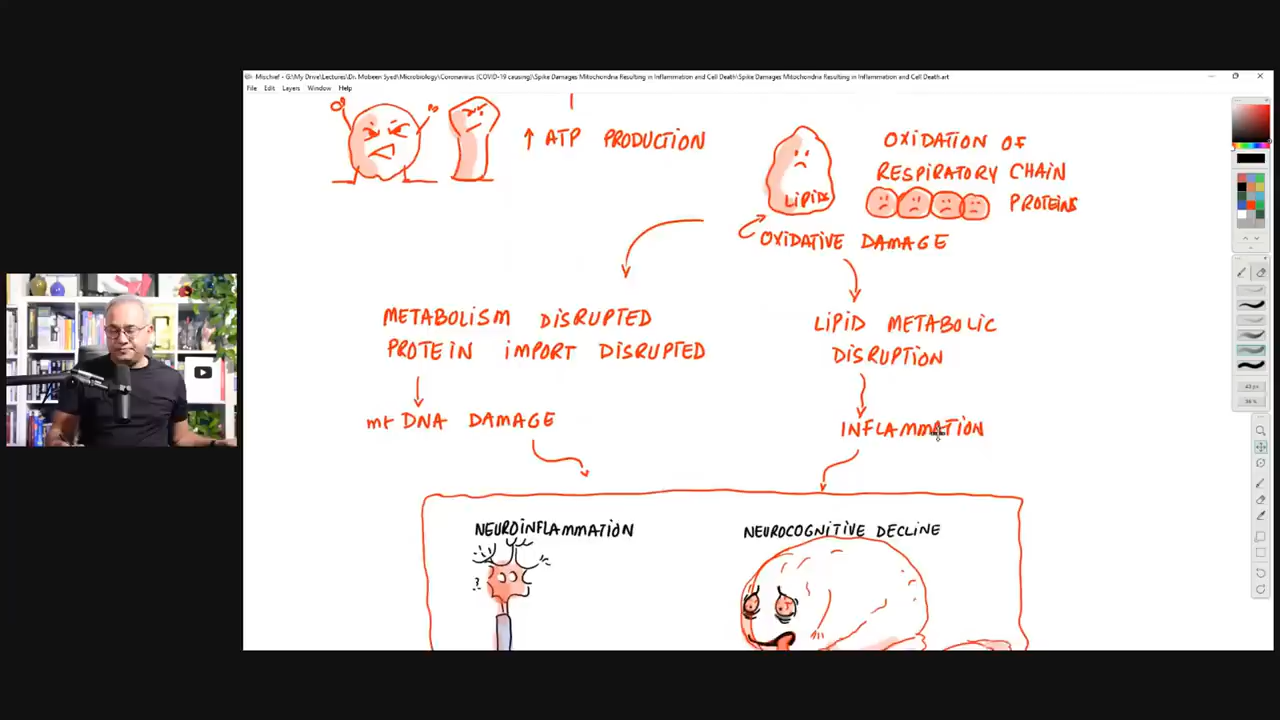 Mischief - G:\My Drive\Lectures\Dr. Mobeen Syed\Microbiology\Coronavirus (COVID-19 causing)\Spike Damages Mitochondria Resulting in Inflammation and Cell Death\Spike Damages Mitochondria Resulting in Inflammation and Cell Death.art
File Edit Layers Window Help
↑ ATP PRODUCTION
LIPIDS
OXIDATION OF
RESPIRATORY CHAIN
PROTEINS
OXIDATIVE DAMAGE
METABOLISM DISRUPTED
PROTEIN IMPORT DISRUPTED
LIPID METABOLIC
DISRUPTION
mt DNA DAMAGE
INFLAMMATION
NEUROINFLAMMATION
NEUROCOGNITIVE DECLINE
?